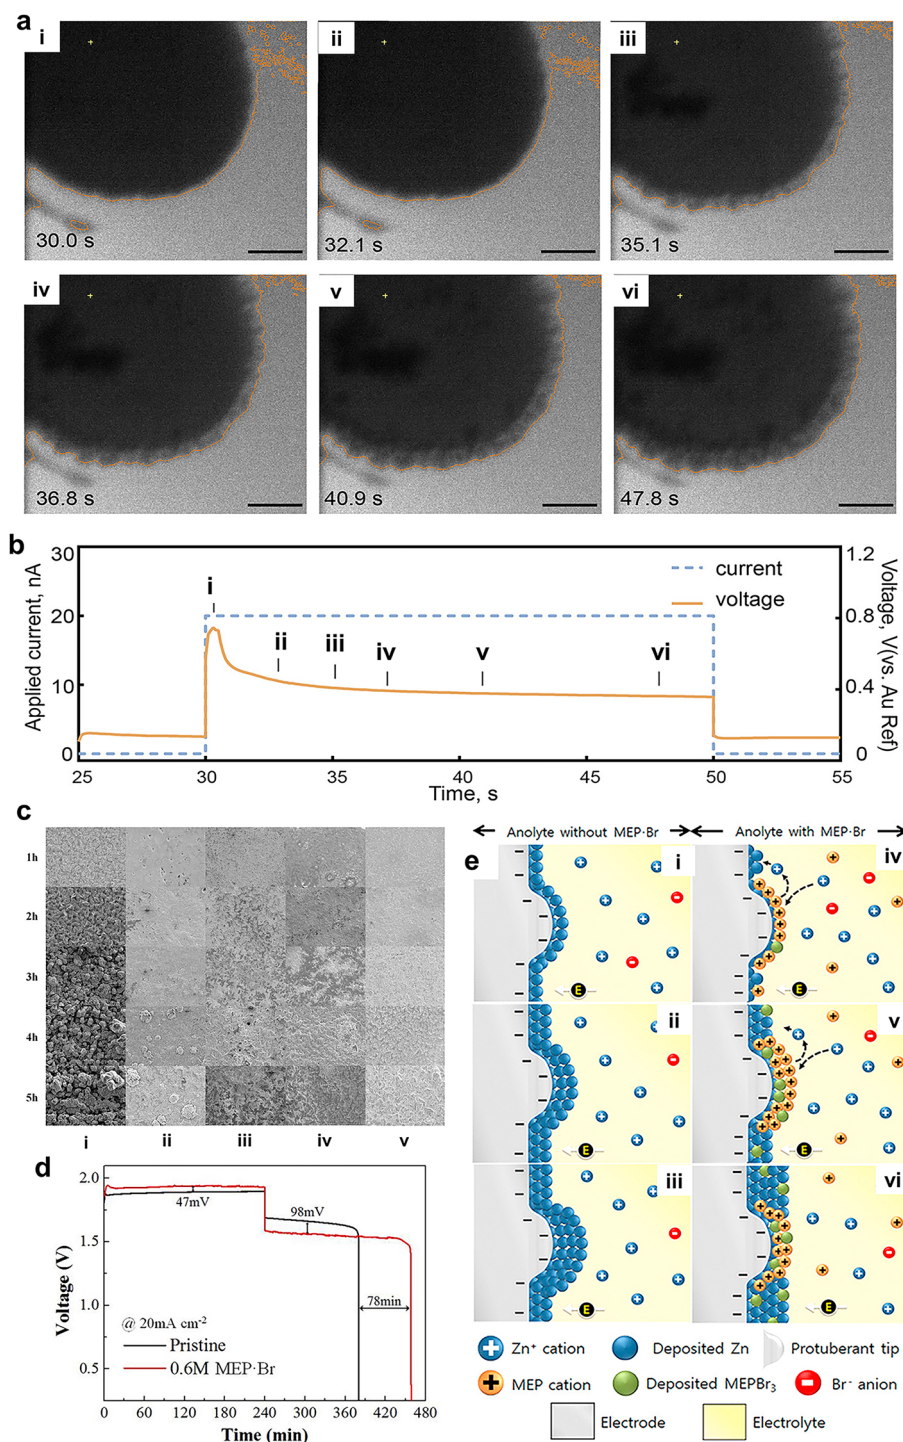 a
i
ii
iii
30.0 s
32.1 s
35.1 s
iv
v
vi
36.8 s
40.9 s
47.8 s
b
30
20
10
0
Applied current, nA
i
ii
iii
iv
v
vi
current
voltage
1.2
0.8
0.4
0
Voltage, V(vs. Au Ref)
25
30
35
40
45
50
55
Time, s
c
1h
2h
3h
4h
5h
i
ii
iii
iv
v
d
2.0
1.5
1.0
0.5
Voltage (V)
47mV
98mV
78min
@ 20mA cm⁻²
Pristine
0.6M MEP·Br
0
60
120
180
240
300
360
420
480
Time (min)
e
Anolyte without MEP·Br
Anolyte with MEP·Br
i
iv
E
E
ii
v
E
E
iii
vi
E
E
Zn⁺ cation
Deposited Zn
Protuberant tip
MEP cation
Deposited MEPBr₃
Br⁻ anion
Electrode
Electrolyte